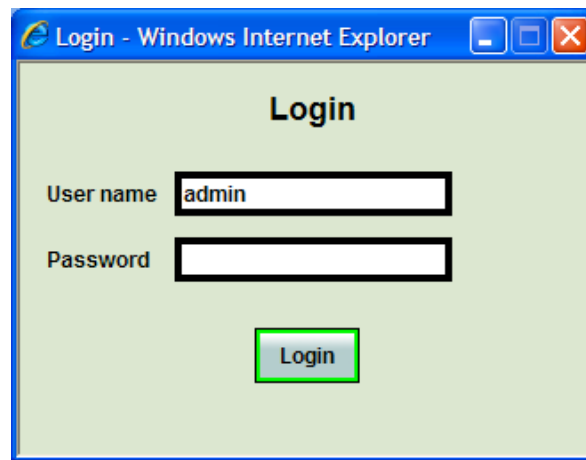 Login - Windows Internet Explorer
Login
User name admin
Password
Login